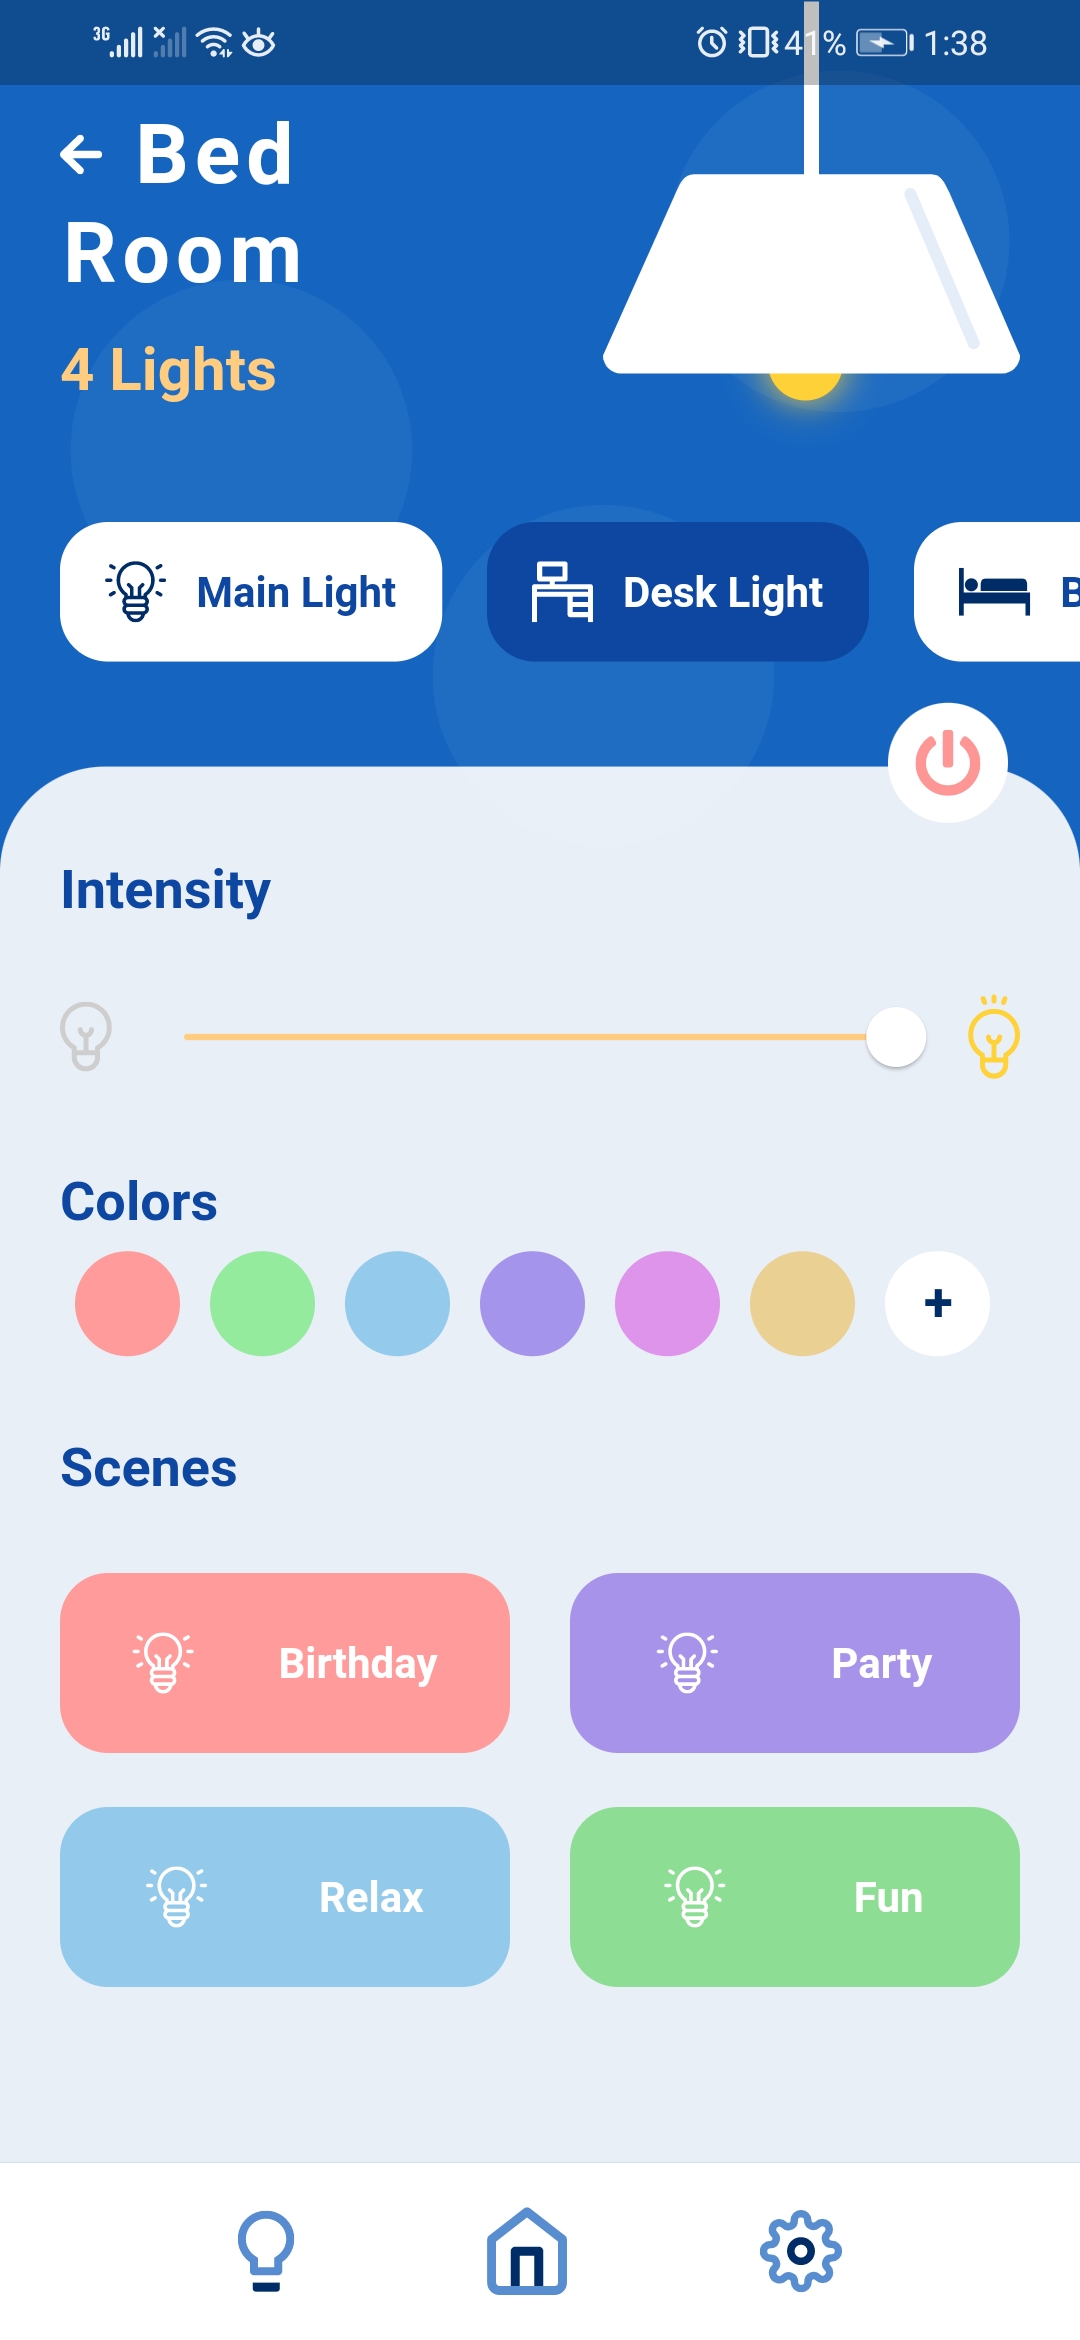 3G 41% 1:38
Bed
Room
4 Lights
Main Light Desk Light B
Intensity
Colors
+
Scenes
Birthday Party
Relax Fun